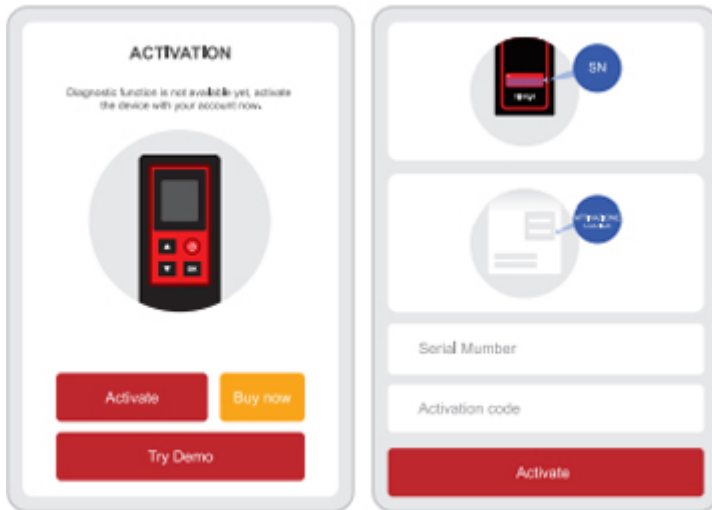 ACTIVATION
Diagnostic function is not available yet, activate
the device with your account now.
OK
Activate
Buy now
Try Demo
SN
Serial Mumber
Activation code
Activate